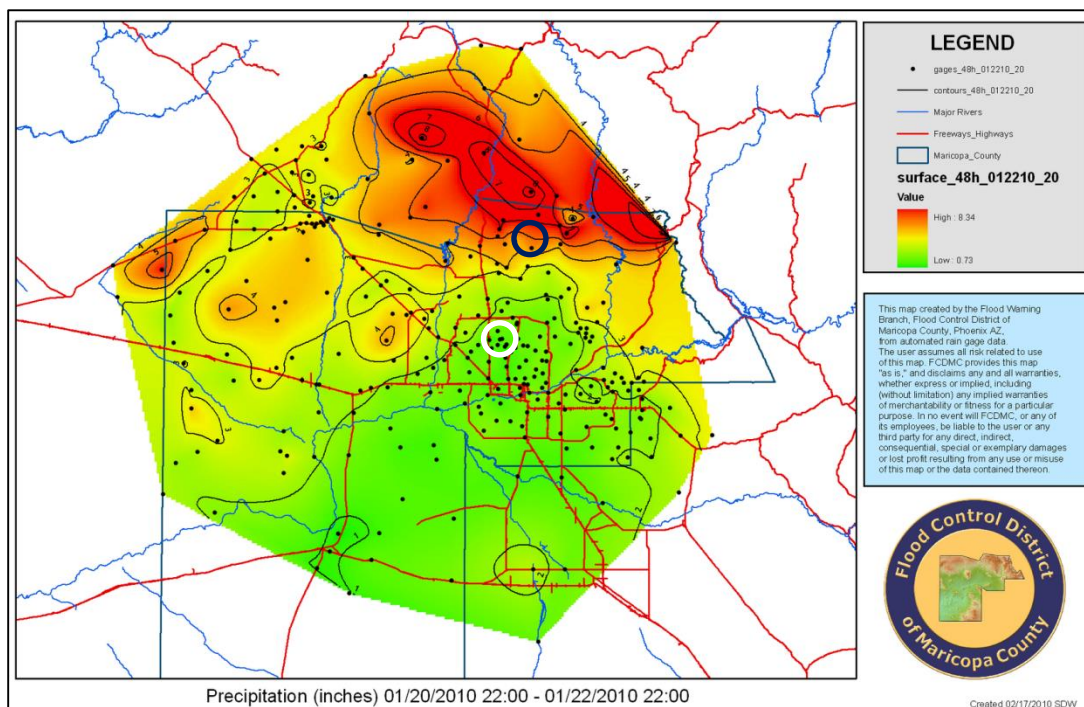 LEGEND
gages_48h_012210_20
contours_48h_012210_20
Major Rivers
Freeways_Highways
Maricopa_County
surface_48h_012210_20
Value
High : 8.34
Low : 0.73
This map created by the Flood Warning
Branch, Flood Control District of
Maricopa County, Phoenix AZ,
from automated rain gage data.
The user assumes all risk related to use
of this map. FCDMC provides this map
"as is," and disclaims any and all warranties,
whether express or implied, including
(without limitation) any implied warranties
of merchantability or fitness for a particular
purpose. In no event will FCDMC, or any of
its employees, be liable to the user or any
third party for any direct, indirect,
consequential, special or exemplary damages
or lost profit resulting from any use or misuse
of this map or the data contained thereon.
Flood Control District
of Maricopa County
Precipitation (inches) 01/20/2010 22:00 - 01/22/2010 22:00
Created 02/17/2010 SDW